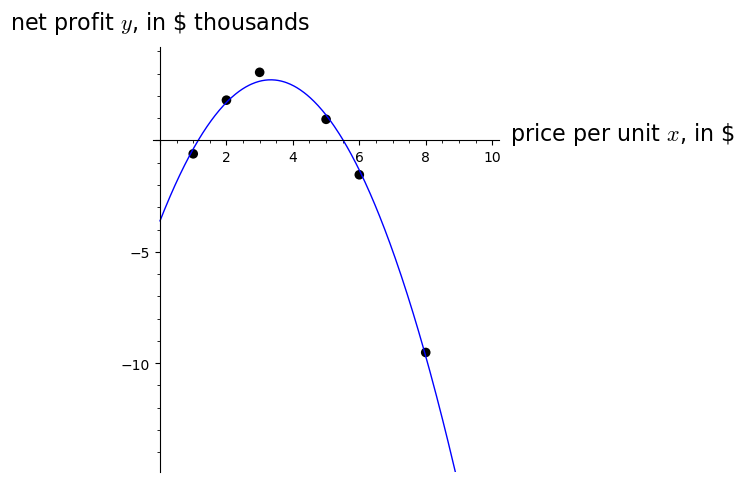 net profit y, in $ thousands
price per unit x, in $
2 4 6 8 10
−5
−10